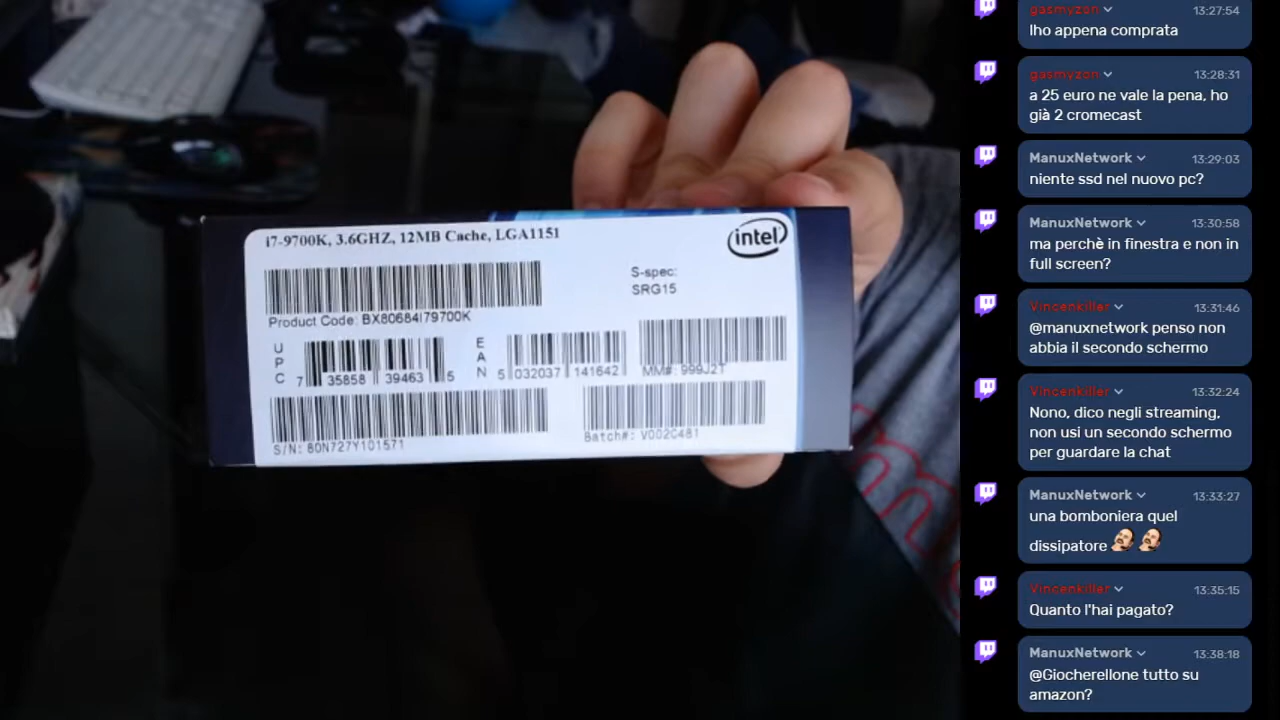 i7-9700K, 3.6GHZ, 12MB Cache, LGA1151
intel
S-spec:
SRG15
Product Code: BX80684I79700K
UPC
7 35858 39463 5
EAN
5 032037 141642
MM#: 999J2T
S/N: 80N727Y101571
Batch#: V002C481
gasmyzon 13:27:54
lho appena comprata
gasmyzon 13:28:31
a 25 euro ne vale la pena, ho
già 2 cromecast
ManuxNetwork 13:29:03
niente ssd nel nuovo pc?
ManuxNetwork 13:30:58
ma perchè in finestra e non in
full screen?
Vincenkiller 13:31:46
@manuxnetwork penso non
abbia il secondo schermo
Vincenkiller 13:32:24
Nono, dico negli streaming,
non usi un secondo schermo
per guardare la chat
ManuxNetwork 13:33:27
una bomboniera quel
dissipatore
Vincenkiller 13:35:15
Quanto l'hai pagato?
ManuxNetwork 13:38:18
@Giocherellone tutto su
amazon?